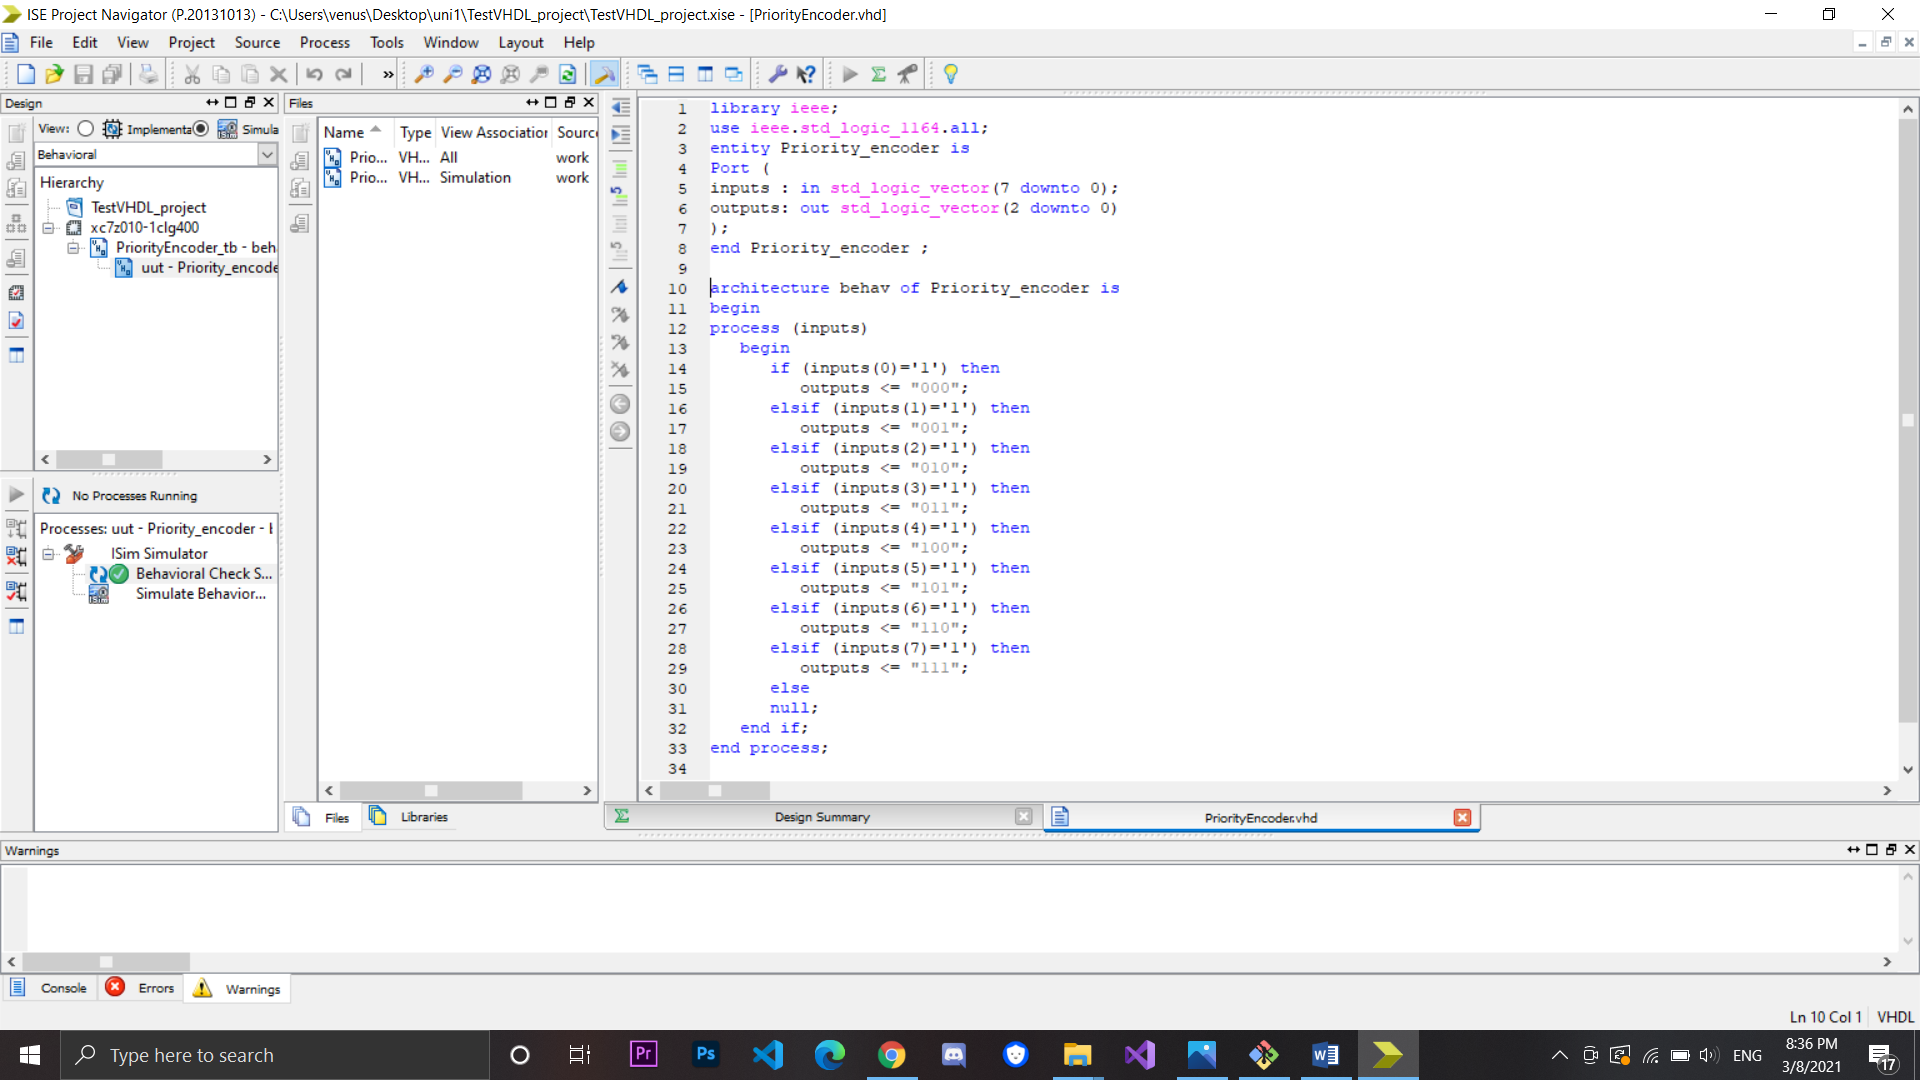 ISE Project Navigator (P.20131013) - C:\Users\venus\Desktop\uni1\TestVHDL_project\TestVHDL_project.xise - [PriorityEncoder.vhd]
File Edit View Project Source Process Tools Window Layout Help
»
Design
View: Implementa Simula
Behavioral
Hierarchy
TestVHDL_project
xc7z010-1clg400
PriorityEncoder_tb - beh
uut - Priority_encode
No Processes Running
Processes: uut - Priority_encoder - b
ISim Simulator
Behavioral Check S...
Simulate Behavior...
Files
Name Type View Association Sourc
Prio... VH... All work
Prio... VH... Simulation work
Files Libraries
1 library ieee;
2 use ieee.std_logic_1164.all;
3 entity Priority_encoder is
4 Port (
5 inputs : in std_logic_vector(7 downto 0);
6 outputs: out std_logic_vector(2 downto 0)
7 );
8 end Priority_encoder ;
9
10 architecture behav of Priority_encoder is
11 begin
12 process (inputs)
13 begin
14 if (inputs(0)='1') then
15 outputs <= "000";
16 elsif (inputs(1)='1') then
17 outputs <= "001";
18 elsif (inputs(2)='1') then
19 outputs <= "010";
20 elsif (inputs(3)='1') then
21 outputs <= "011";
22 elsif (inputs(4)='1') then
23 outputs <= "100";
24 elsif (inputs(5)='1') then
25 outputs <= "101";
26 elsif (inputs(6)='1') then
27 outputs <= "110";
28 elsif (inputs(7)='1') then
29 outputs <= "111";
30 else
31 null;
32 end if;
33 end process;
34
Design Summary PriorityEncoder.vhd
Warnings
Console Errors Warnings
Ln 10 Col 1 VHDL
Type here to search
Pr Ps
ENG
8:36 PM
3/8/2021
17